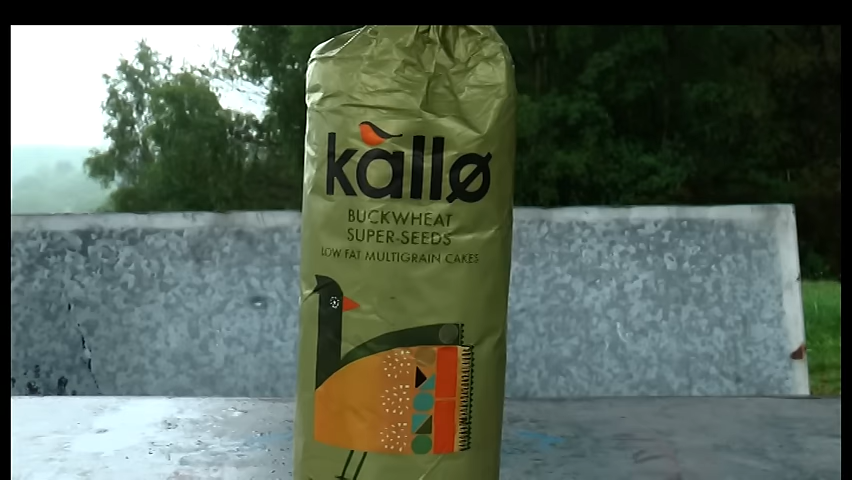 kallø
BUCKWHEAT
SUPER-SEEDS
LOW FAT MULTIGRAIN CAKES